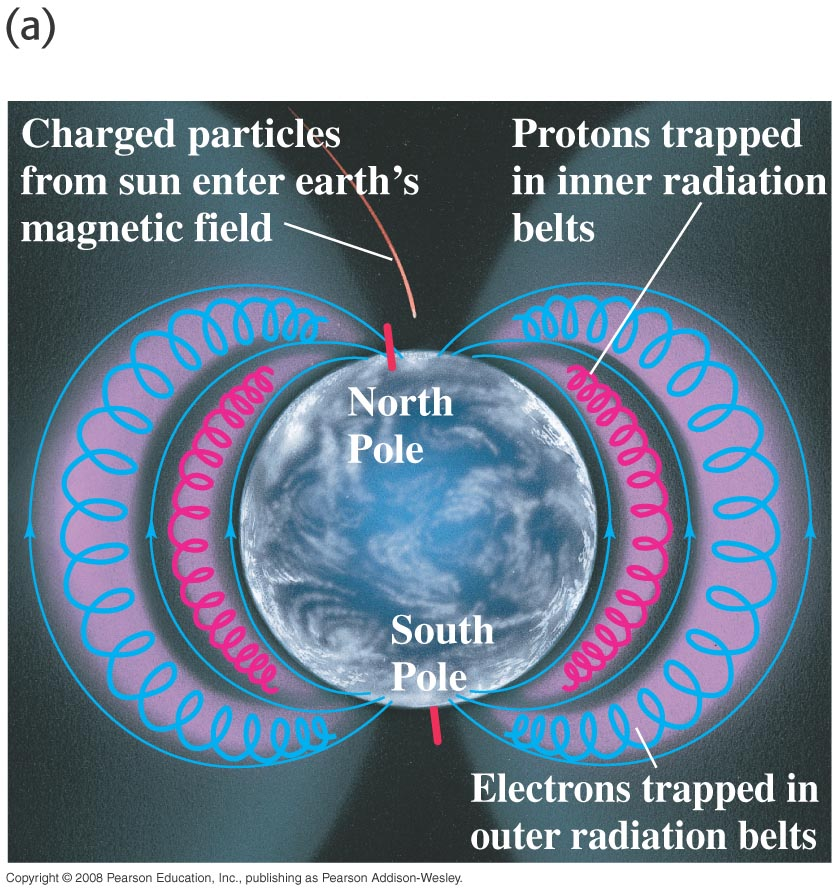 (a)
Charged particles
from sun enter earth's
magnetic field
Protons trapped
in inner radiation
belts
North
Pole
South
Pole
Electrons trapped in
outer radiation belts
Copyright © 2008 Pearson Education, Inc., publishing as Pearson Addison-Wesley.